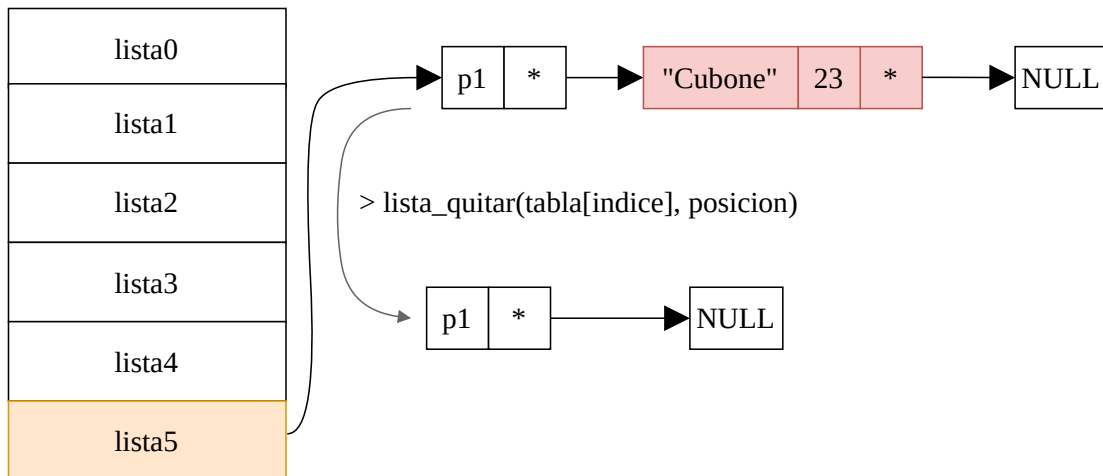 lista0
lista1
lista2
lista3
lista4
lista5
p1 * "Cubone" 23 * NULL
> lista_quitar(tabla[indice], posicion)
p1 * NULL